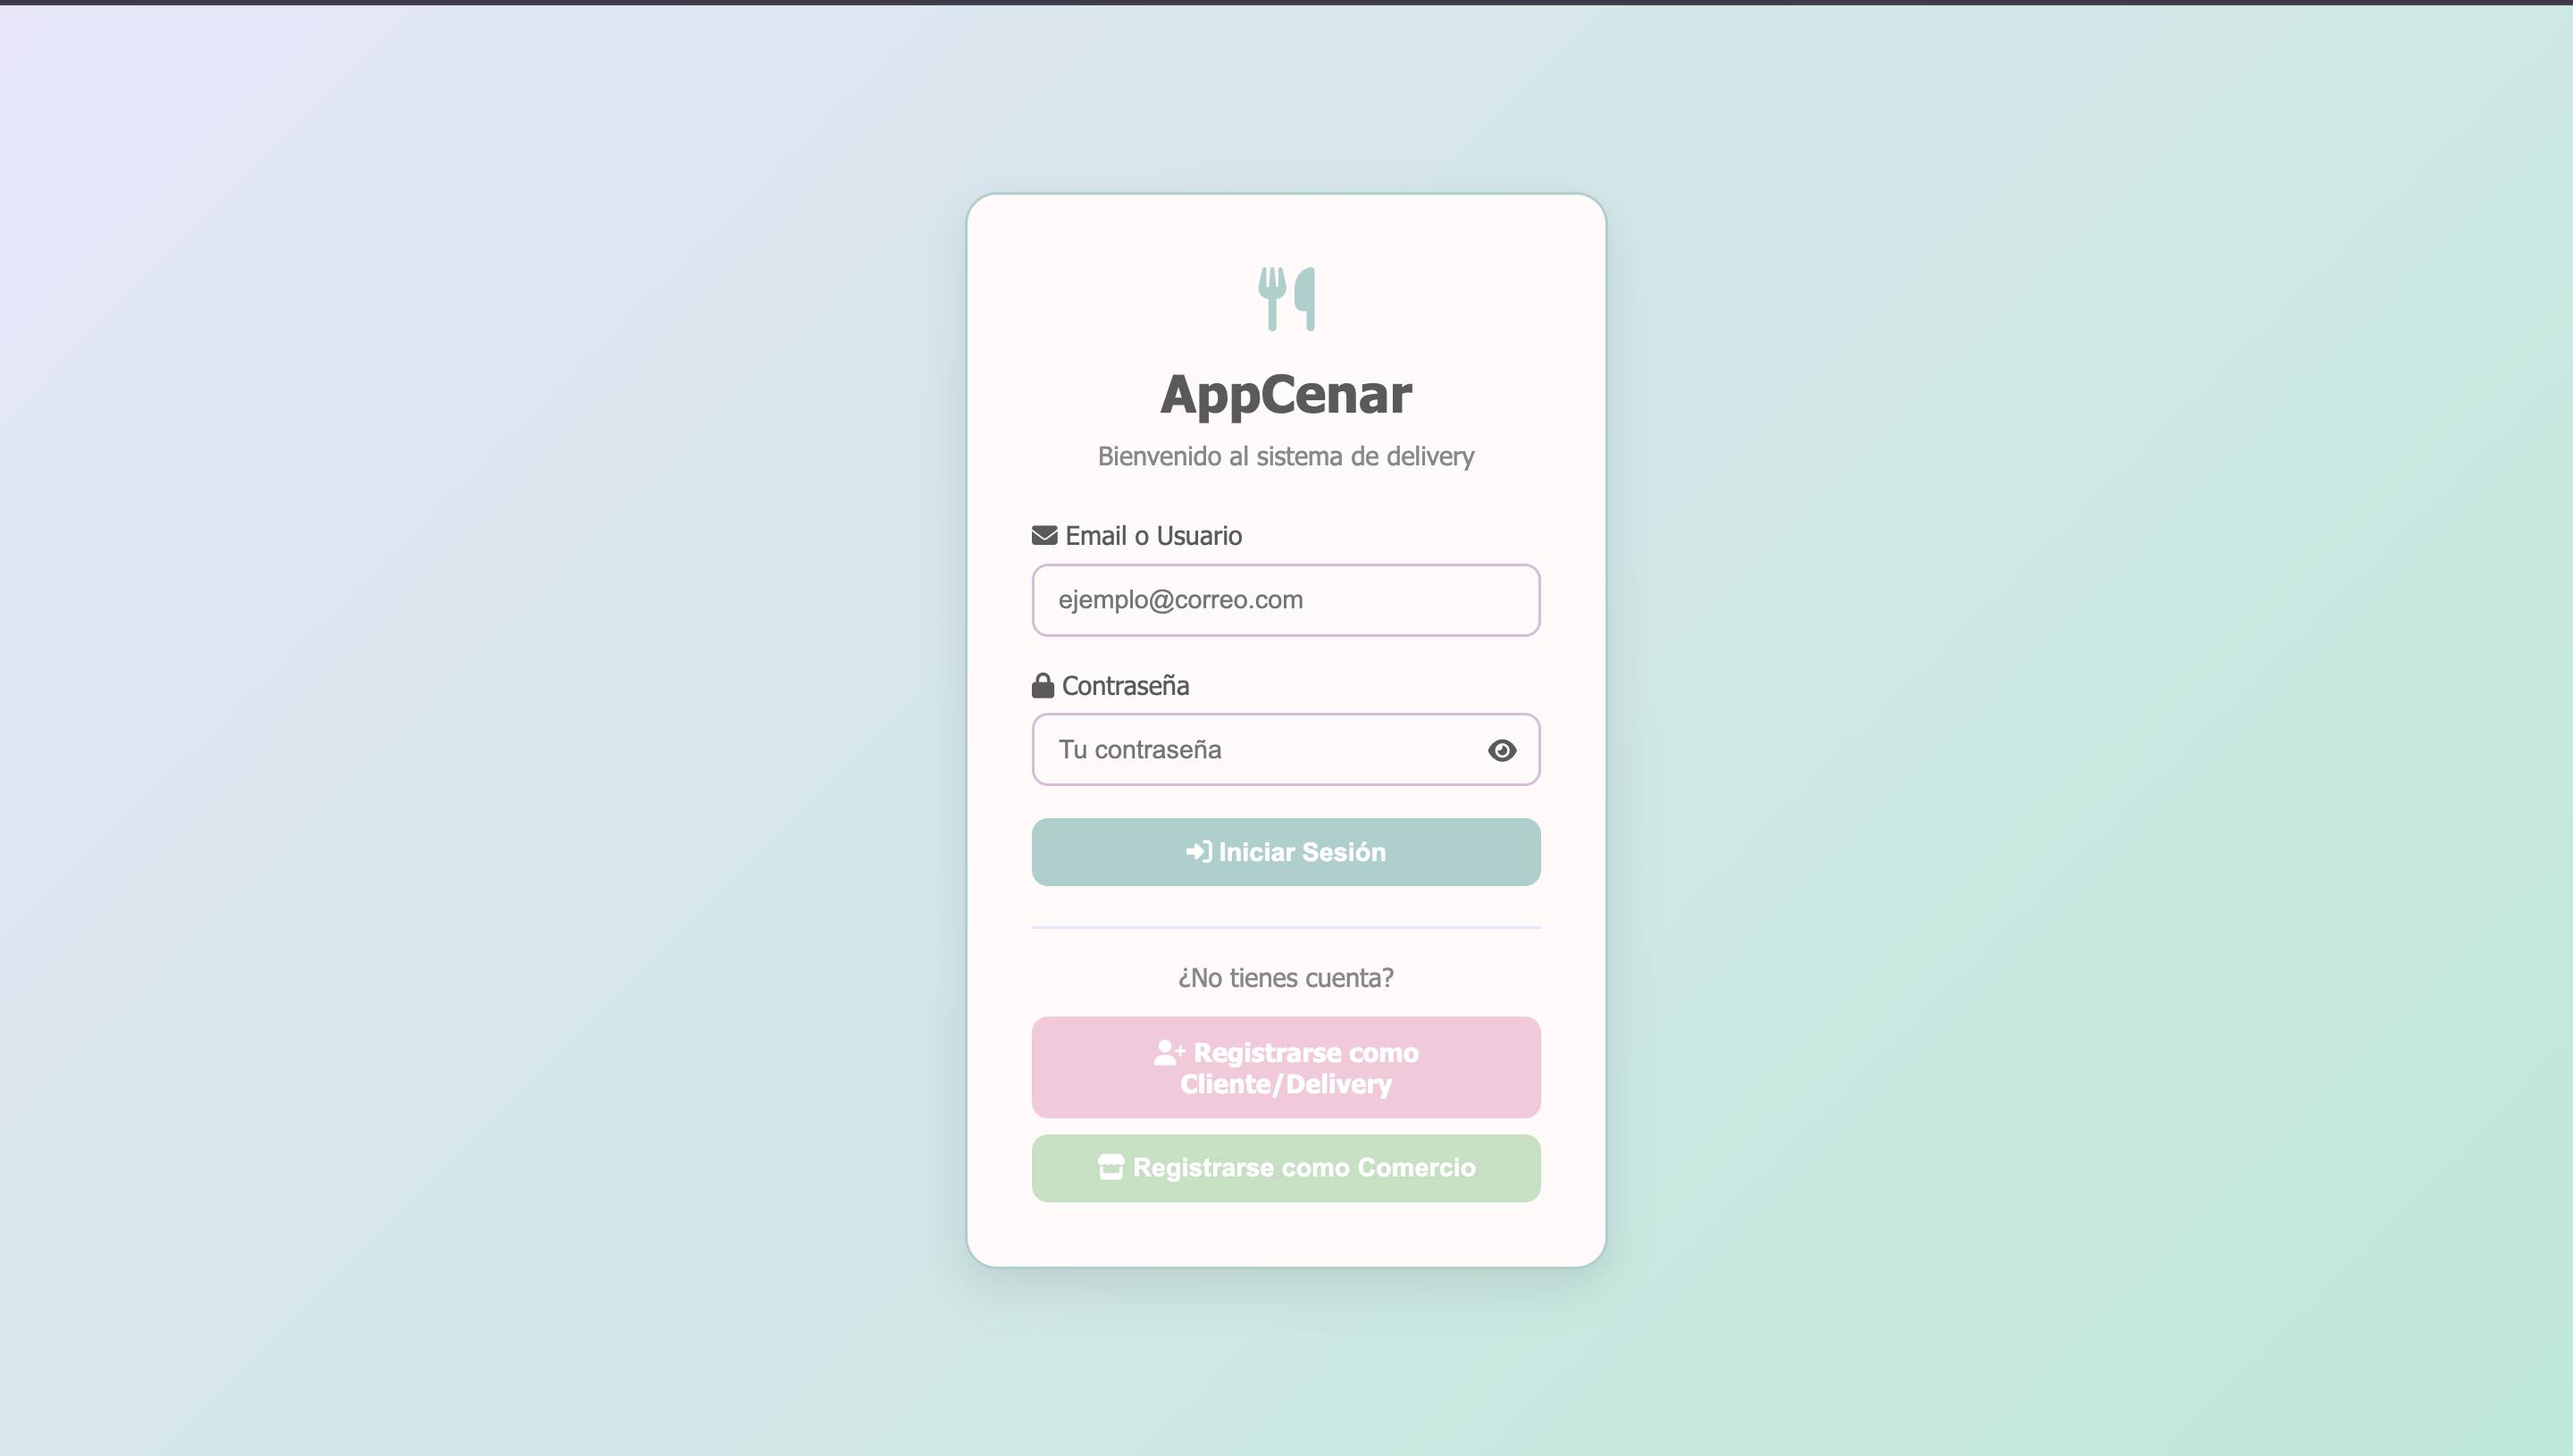 AppCenar
Bienvenido al sistema de delivery
Email o Usuario
ejemplo@correo.com
Contraseña
Tu contraseña
Iniciar Sesión
¿No tienes cuenta?
Registrarse como
Cliente/Delivery
Registrarse como Comercio